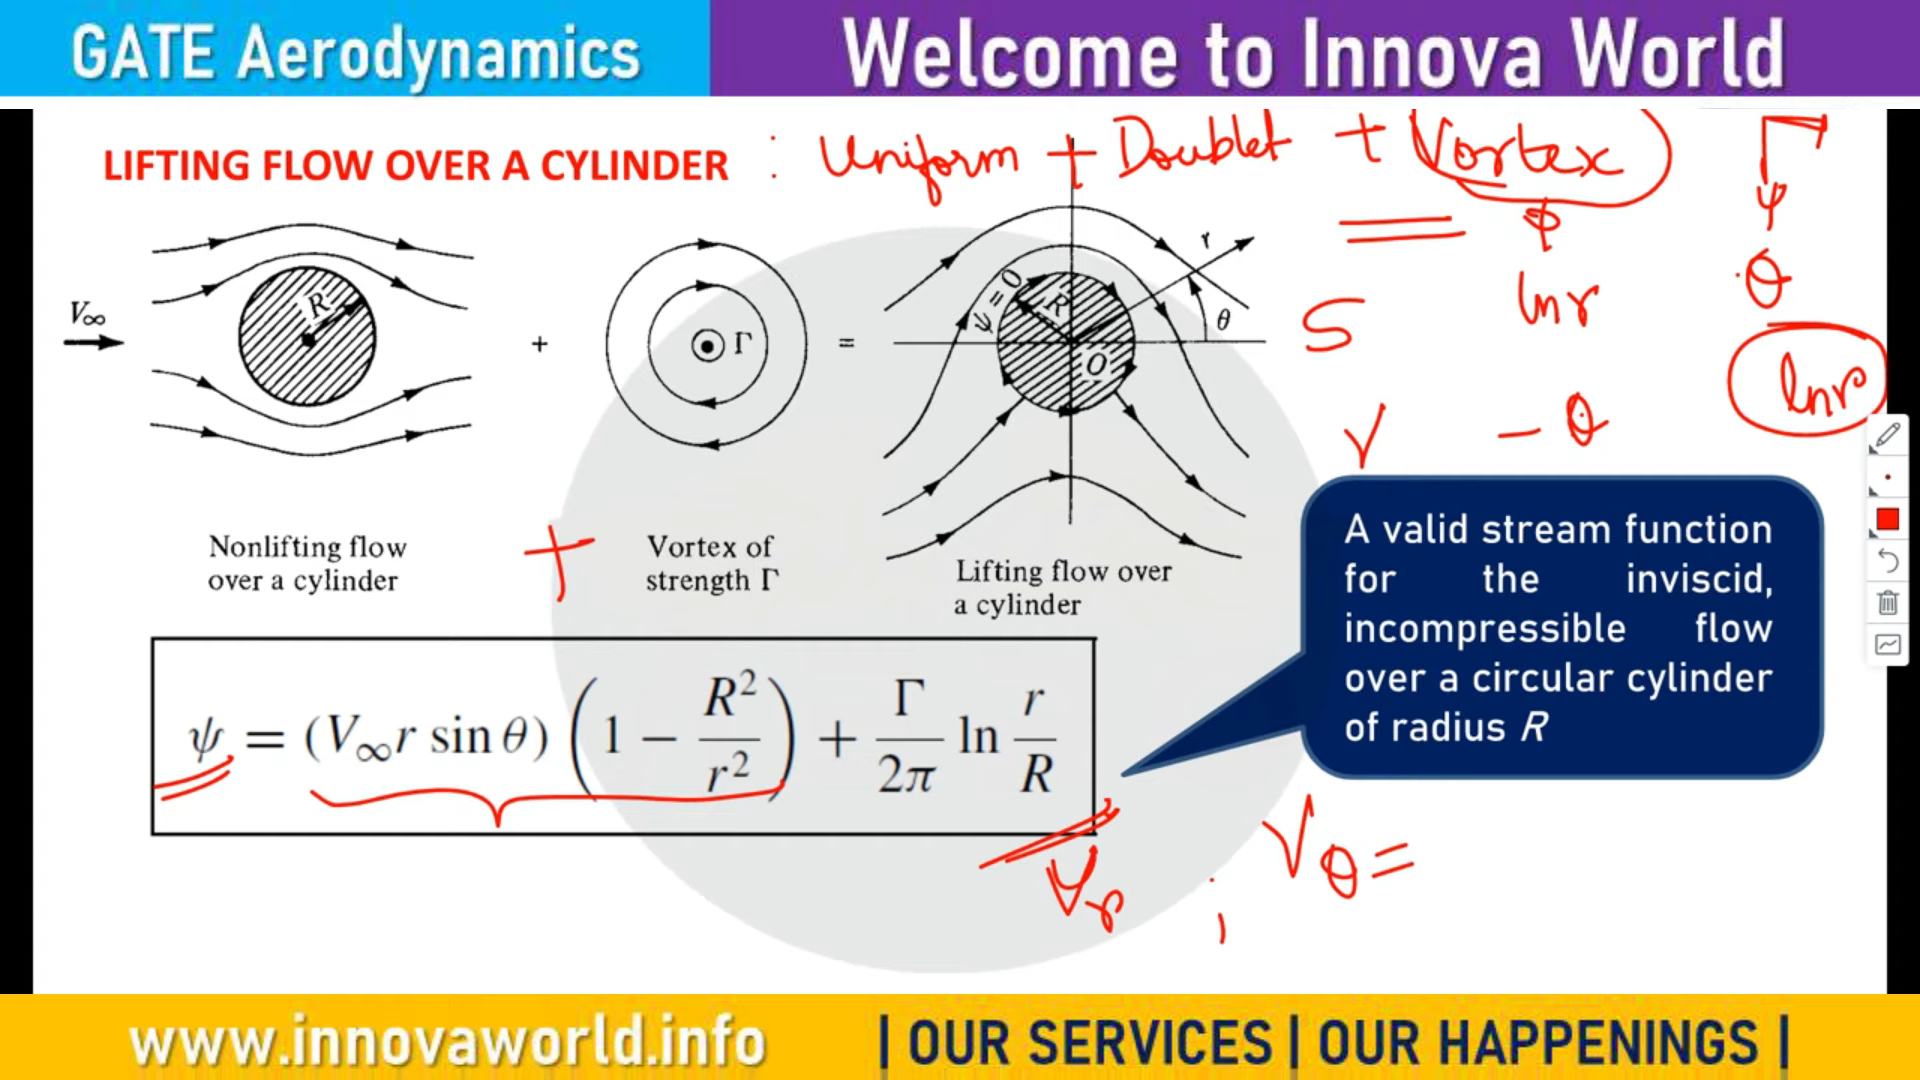 GATE Aerodynamics
Welcome to Innova World
LIFTING FLOW OVER A CYLINDER : Uniform + Doublet + Vortex
ψ
ϕ
θ
ln r
S
ln r
V - θ
V∞
R
+
Γ
=
ψ = 0
R
O
r
θ
Nonlifting flow
over a cylinder
+
Vortex of
strength Γ
Lifting flow over
a cylinder
A valid stream function
for the inviscid,
incompressible flow
over a circular cylinder
of radius R
ψ = (V∞r sin θ) (1 − R²/r²) + Γ/2π ln r/R
Vr ; Vθ =
www.innovaworld.info
| OUR SERVICES | OUR HAPPENINGS |